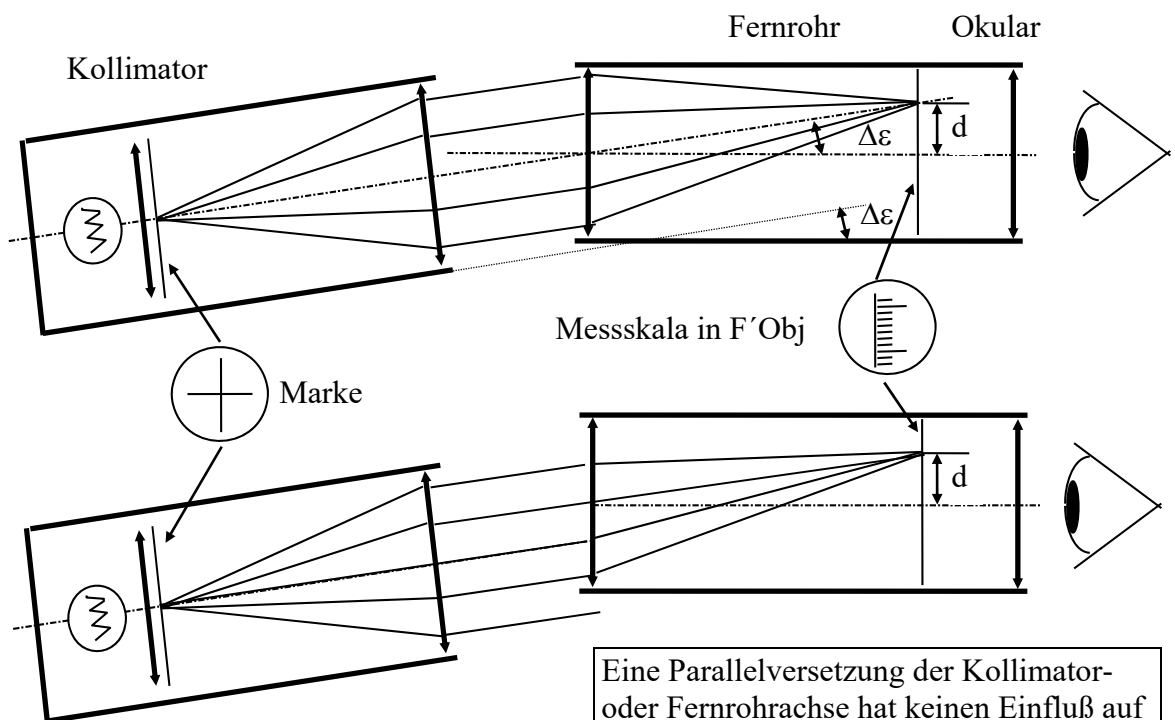 Fernrohr
Okular
Kollimator
Δε
d
Δε
Messskala in F´Obj
Marke
d
Eine Parallelversetzung der Kollimator-
oder Fernrohrachse hat keinen Einfluß auf